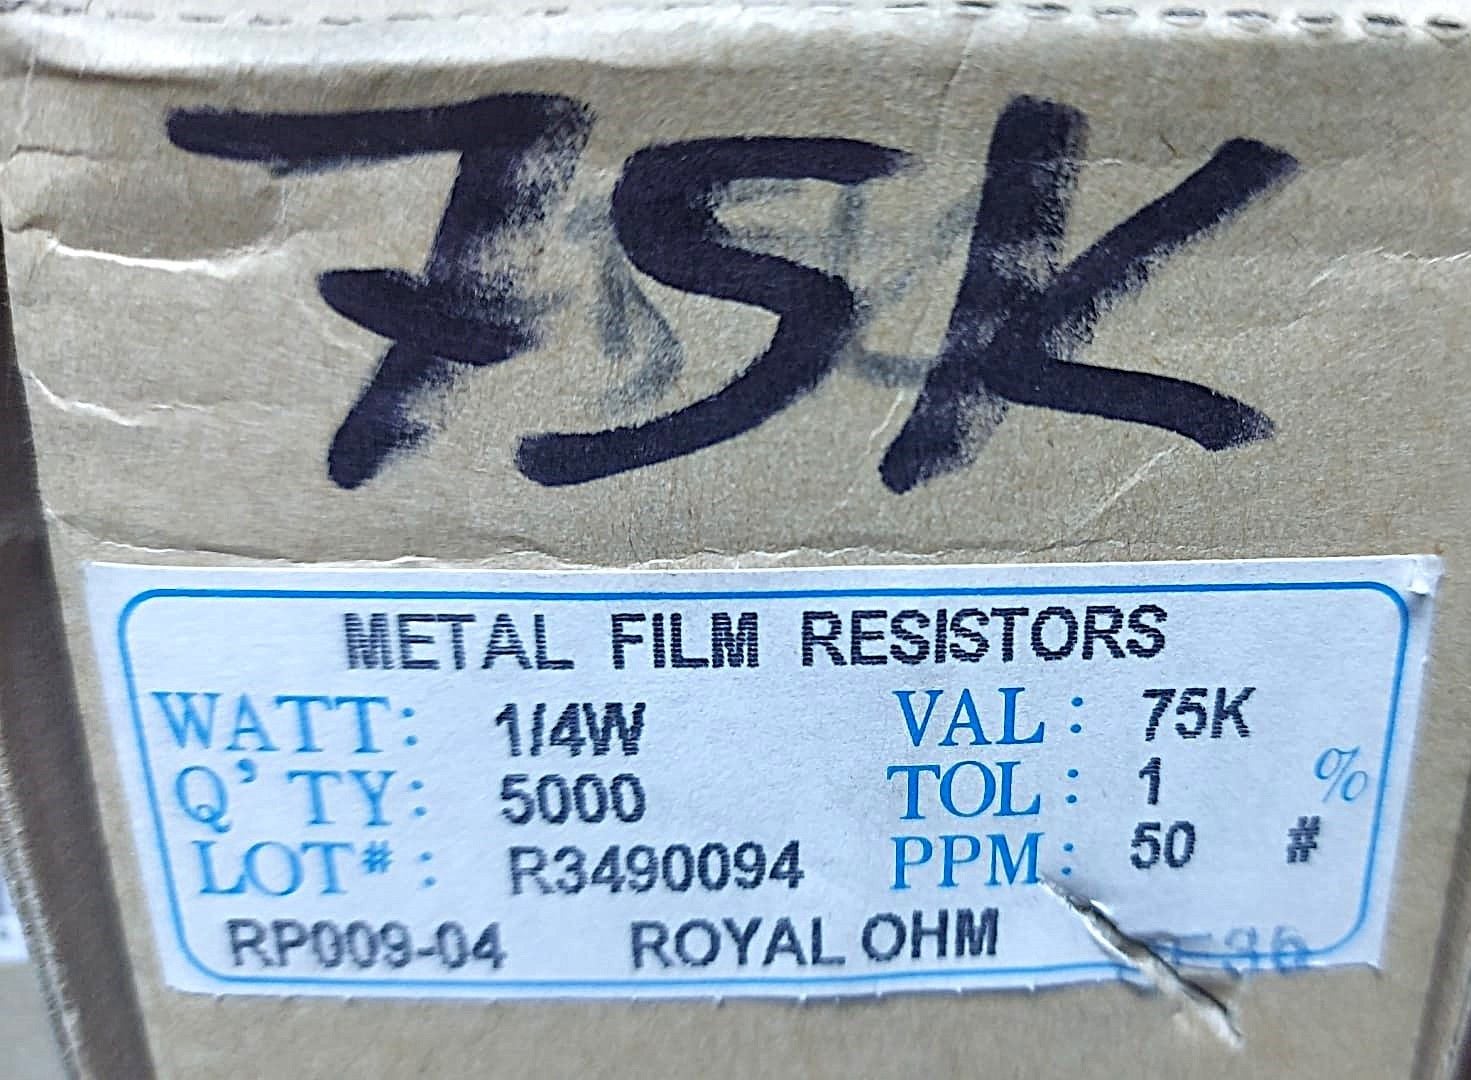 75K
METAL FILM RESISTORS
WATT: 1/4W VAL: 75K
Q'TY: 5000 TOL: 1 %
LOT#: R3490094 PPM: 50 #
RP009-04 ROYAL OHM